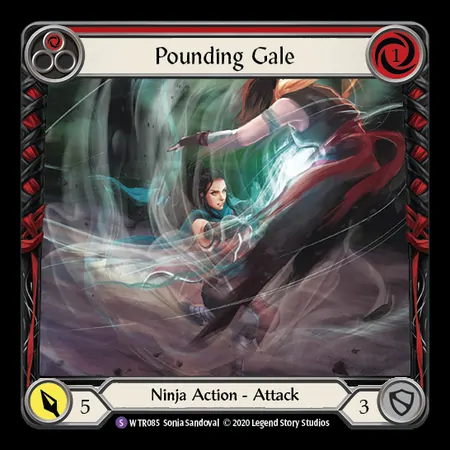 Pounding Gale
1
Ninja Action - Attack
5
3
S WTR085 Sonia Sandoval © 2020 Legend Story Studios